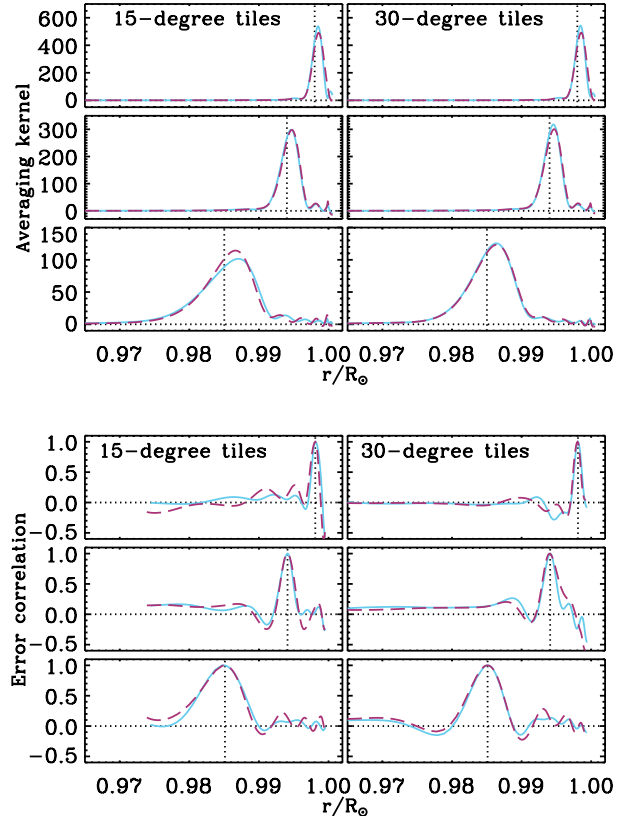 15-degree tiles
30-degree tiles
600
400
200
0
Averaging kernel
300
200
100
0
150
100
50
0
0.97 0.98 0.99 1.00 0.97 0.98 0.99 1.00
r/R☉
r/R☉
15-degree tiles
30-degree tiles
1.0
0.5
0.0
−0.5
Error correlation
1.0
0.5
0.0
−0.5
1.0
0.5
0.0
−0.5
0.97 0.98 0.99 1.00 0.97 0.98 0.99 1.00
r/R☉